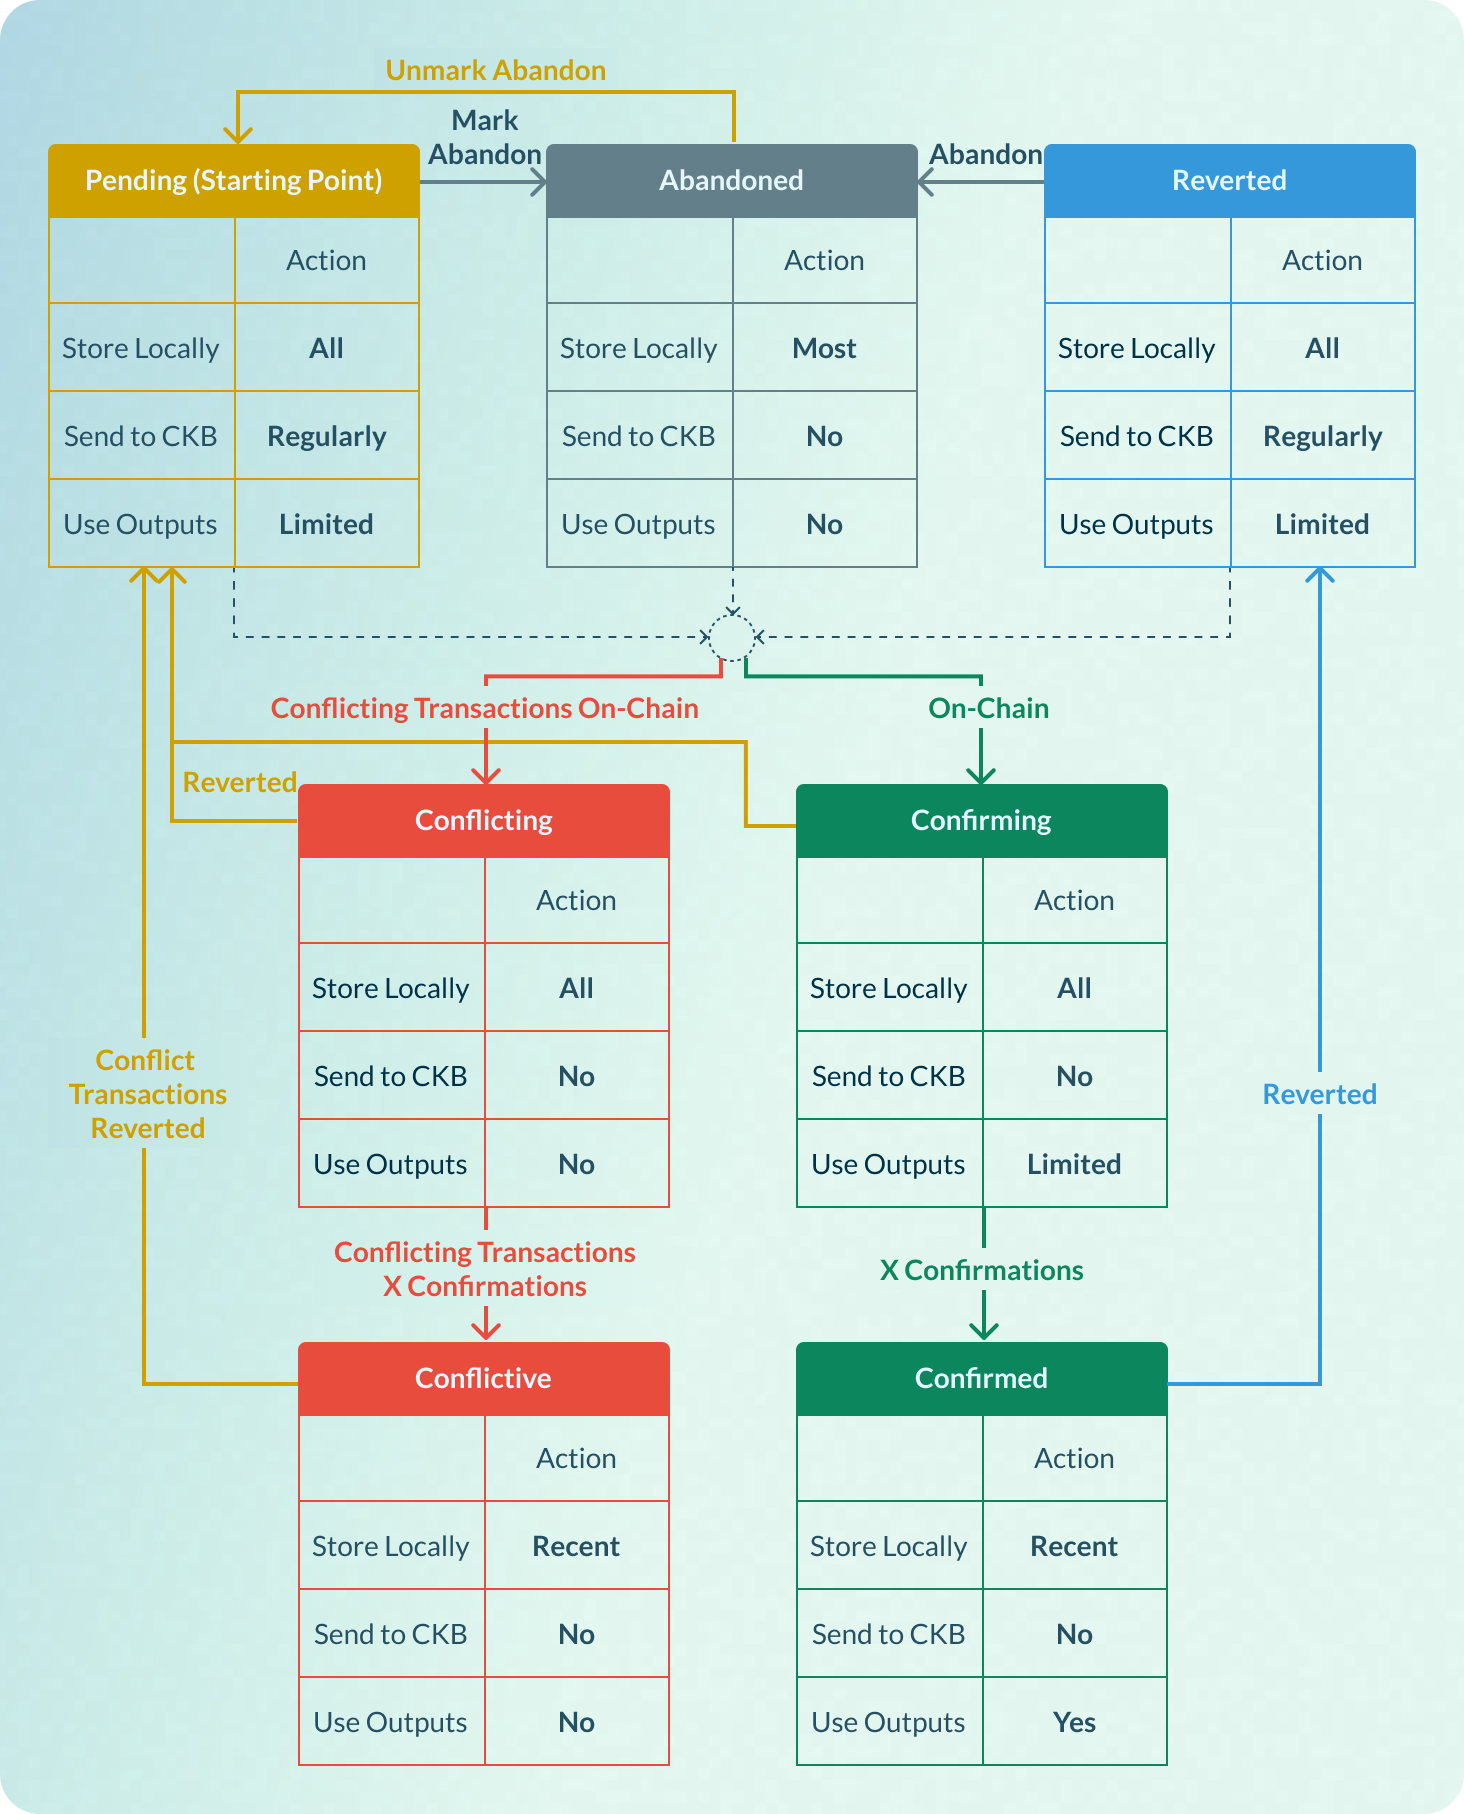 Unmark Abandon
Mark
Abandon
Abandon
Pending (Starting Point)
Action
Store Locally All
Send to CKB Regularly
Use Outputs Limited
Abandoned
Action
Store Locally Most
Send to CKB No
Use Outputs No
Reverted
Action
Store Locally All
Send to CKB Regularly
Use Outputs Limited
Conflicting Transactions On-Chain
On-Chain
Reverted
Conflicting
Action
Store Locally All
Send to CKB No
Use Outputs No
Confirming
Action
Store Locally All
Send to CKB No
Use Outputs Limited
Conflict
Transactions
Reverted
Reverted
Conflicting Transactions
X Confirmations
X Confirmations
Conflictive
Action
Store Locally Recent
Send to CKB No
Use Outputs No
Confirmed
Action
Store Locally Recent
Send to CKB No
Use Outputs Yes